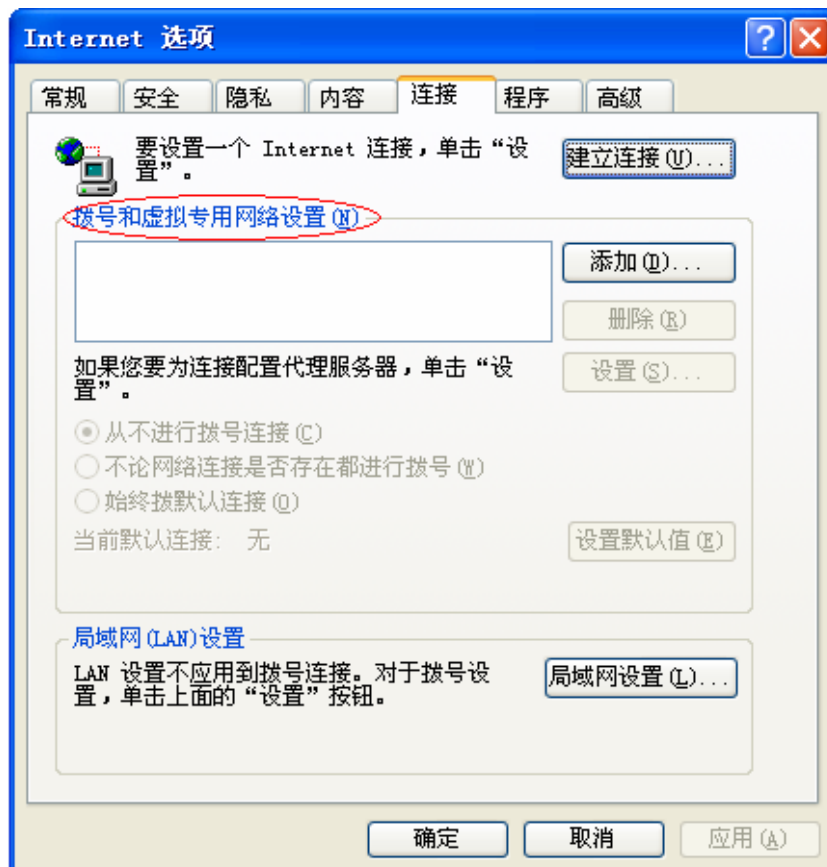 Internet 选项
常规 安全 隐私 内容 连接 程序 高级
要设置一个 Internet 连接，单击“设
置”。
建立连接(U)...
拨号和虚拟专用网络设置(N)
添加(D)...
删除(R)
如果您要为连接配置代理服务器，单击“设
置”。
设置(S)...
从不进行拨号连接(C)
不论网络连接是否存在都进行拨号(W)
始终拨默认连接(O)
当前默认连接： 无
设置默认值(E)
局域网(LAN)设置
LAN 设置不应用到拨号连接。对于拨号设
置，单击上面的“设置”按钮。
局域网设置(L)...
确定 取消 应用(A)